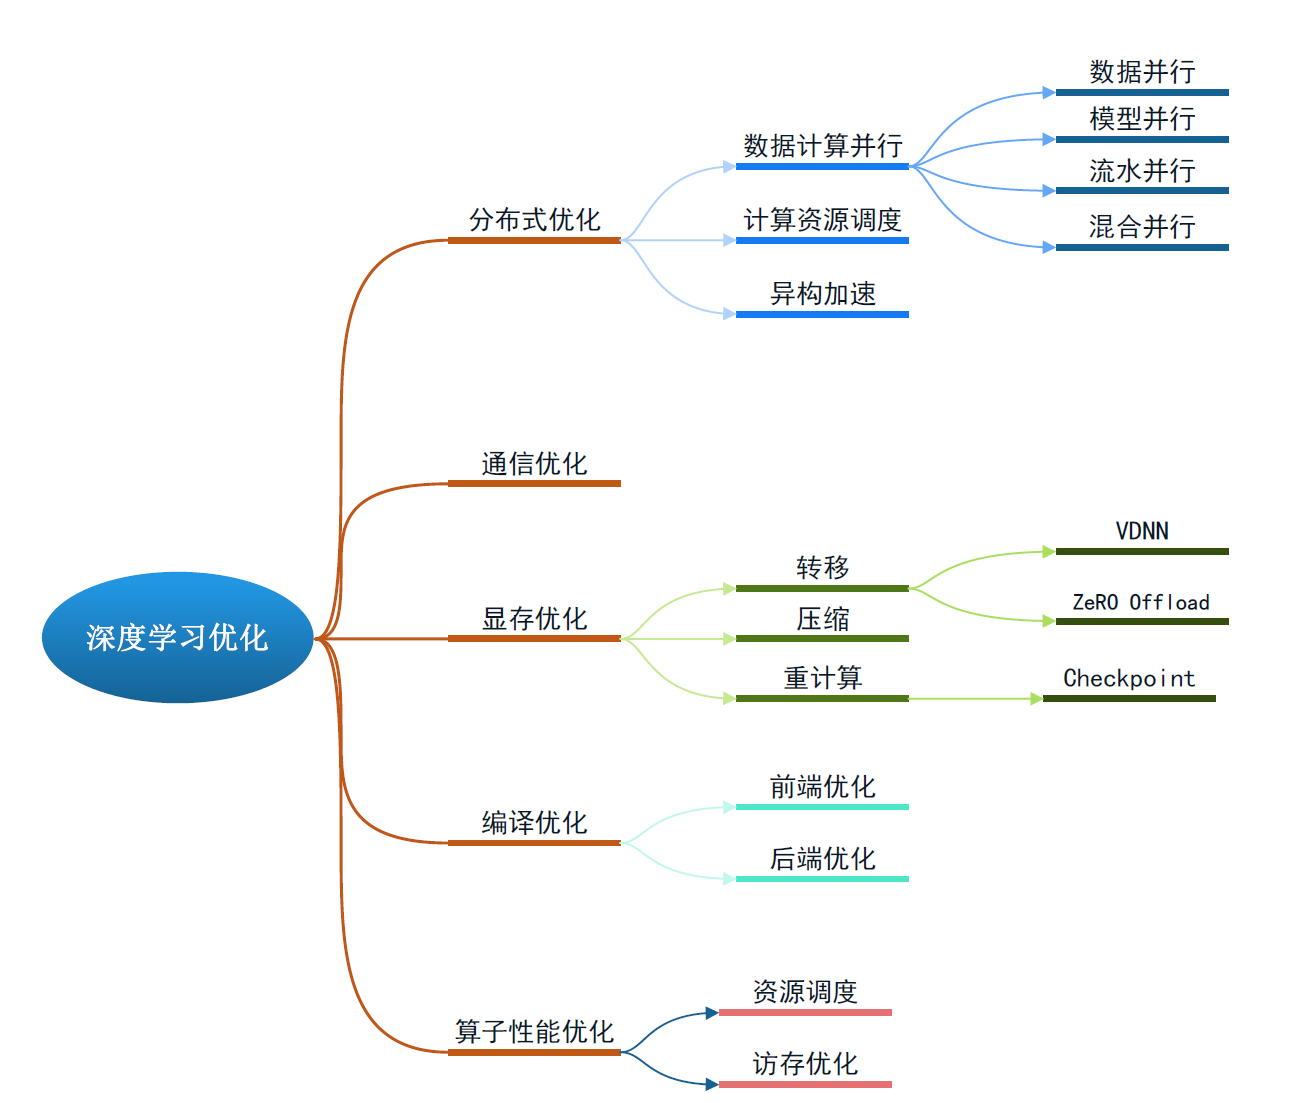 深度学习优化
分布式优化
数据计算并行
数据并行
模型并行
流水并行
混合并行
计算资源调度
异构加速
通信优化
显存优化
转移
VDNN
ZeRO Offload
压缩
重计算
Checkpoint
编译优化
前端优化
后端优化
算子性能优化
资源调度
访存优化